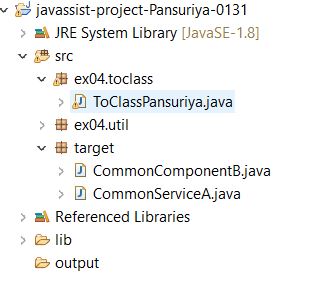 javassist-project-Pansuriya-0131
JRE System Library [JavaSE-1.8]
src
ex04.toclass
ToClassPansuriya.java
ex04.util
target
CommonComponentB.java
CommonServiceA.java
Referenced Libraries
lib
output